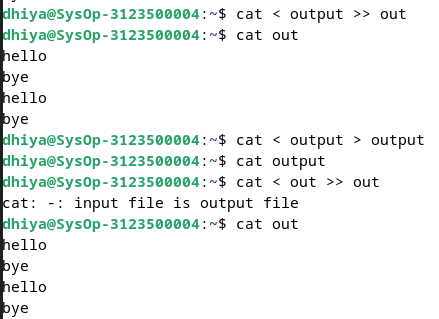 dhiya@SysOp-3123500004:~$ cat < output >> out
dhiya@SysOp-3123500004:~$ cat out
hello
bye
hello
bye
dhiya@SysOp-3123500004:~$ cat < output > output
dhiya@SysOp-3123500004:~$ cat output
dhiya@SysOp-3123500004:~$ cat < out >> out
cat: -: input file is output file
dhiya@SysOp-3123500004:~$ cat out
hello
bye
hello
bye